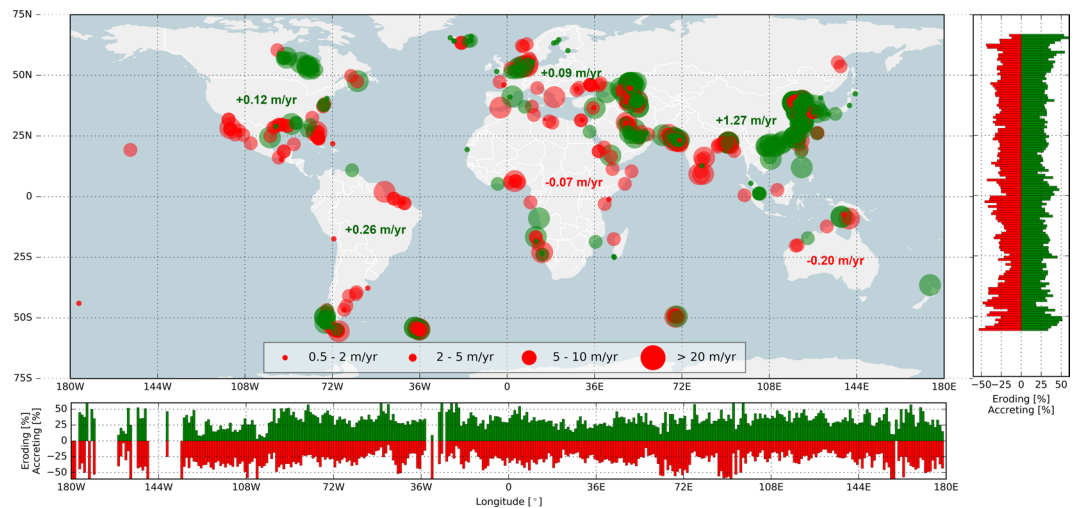 75N
50N
25N
0
25S
50S
75S
+0.09 m/yr
+0.12 m/yr
+1.27 m/yr
-0.07 m/yr
+0.26 m/yr
-0.20 m/yr
0.5 - 2 m/yr 2 - 5 m/yr 5 - 10 m/yr > 20 m/yr
180W 144W 108W 72W 36W 0 36E 72E 108E 144E 180E
−50 −25 0 25 50
Eroding [%]
Accreting [%]
Eroding [%]
Accreting [%]
50
25
0
−25
−50
180W 144W 108W 72W 36W 0 36E 72E 108E 144E 180E
Longitude [°]